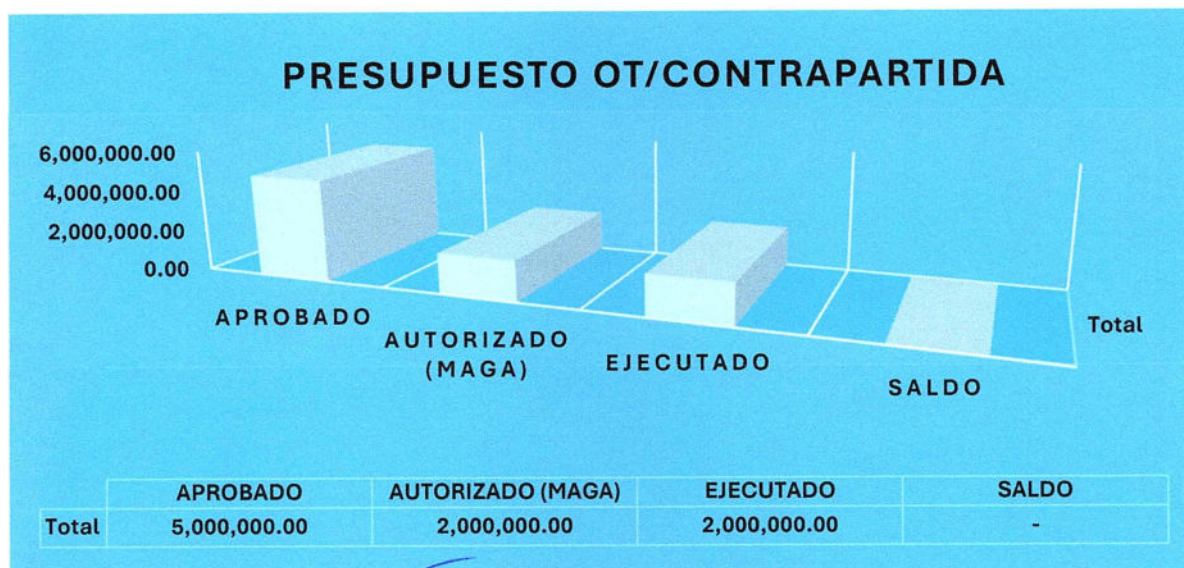 PRESUPUESTO OT/CONTRAPARTIDA
6,000,000.00
4,000,000.00
2,000,000.00
0.00
APROBADO
AUTORIZADO
(MAGA)
EJECUTADO
SALDO
Total
APROBADO AUTORIZADO (MAGA) EJECUTADO SALDO
Total 5,000,000.00 2,000,000.00 2,000,000.00 -